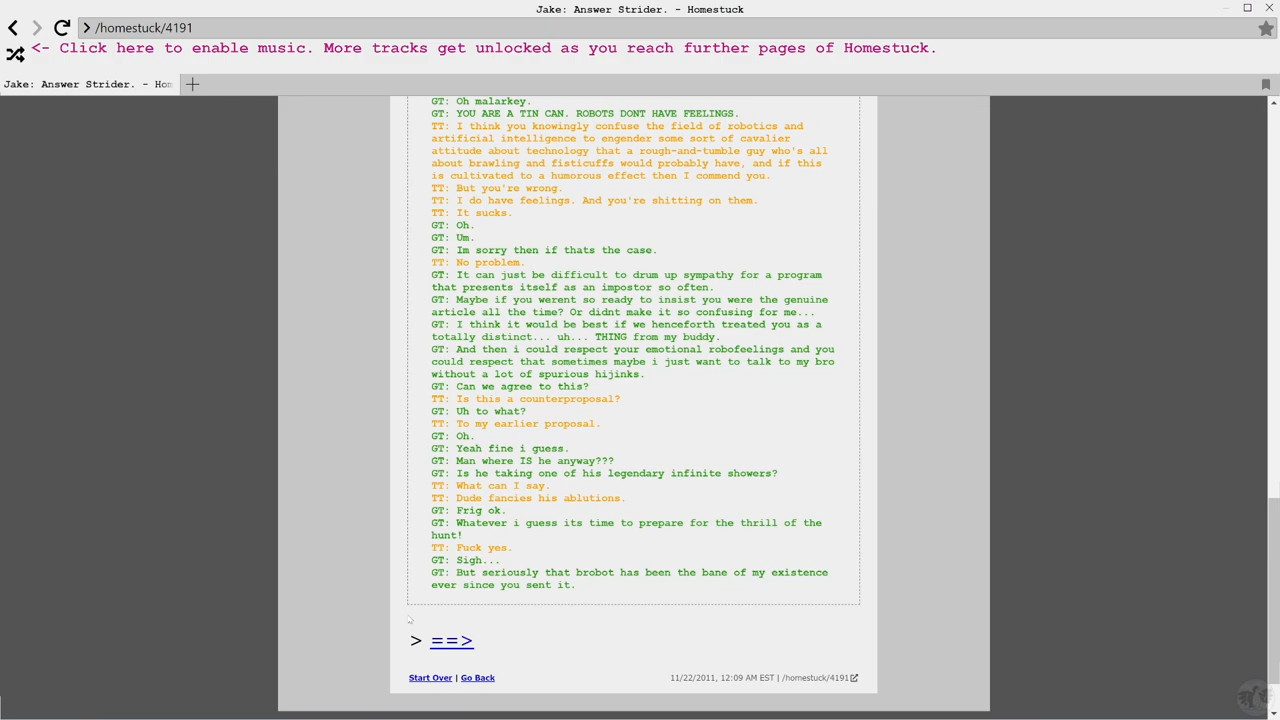 Jake: Answer Strider. - Homestuck
/homestuck/4191
<- Click here to enable music. More tracks get unlocked as you reach further pages of Homestuck.
Jake: Answer Strider. - Hom
GT: Oh malarkey.
GT: YOU ARE A TIN CAN. ROBOTS DONT HAVE FEELINGS.
TT: I think you knowingly confuse the field of robotics and
artificial intelligence to engender some sort of cavalier
attitude about technology that a rough-and-tumble guy who's all
about brawling and fisticuffs would probably have, and if this
is cultivated to a humorous effect then I commend you.
TT: But you're wrong.
TT: I do have feelings. And you're shitting on them.
TT: It sucks.
GT: Oh.
GT: Um.
GT: Im sorry then if thats the case.
TT: No problem.
GT: It can just be difficult to drum up sympathy for a program
that presents itself as an impostor so often.
GT: Maybe if you werent so ready to insist you were the genuine
article all the time? Or didnt make it so confusing for me...
GT: I think it would be best if we henceforth treated you as a
totally distinct... uh... THING from my buddy.
GT: And then i could respect your emotional robofeelings and you
could respect that sometimes maybe i just want to talk to my bro
without a lot of spurious hijinks.
GT: Can we agree to this?
TT: Is this a counterproposal?
GT: Uh to what?
TT: To my earlier proposal.
GT: Oh.
GT: Yeah fine i guess.
GT: Man where IS he anyway???
GT: Is he taking one of his legendary infinite showers?
TT: What can I say.
TT: Dude fancies his ablutions.
GT: Frig ok.
GT: Whatever i guess its time to prepare for the thrill of the
hunt!
TT: Fuck yes.
GT: Sigh...
GT: But seriously that brobot has been the bane of my existence
ever since you sent it.
> ==>
Start Over | Go Back
11/22/2011, 12:09 AM EST | /homestuck/4191